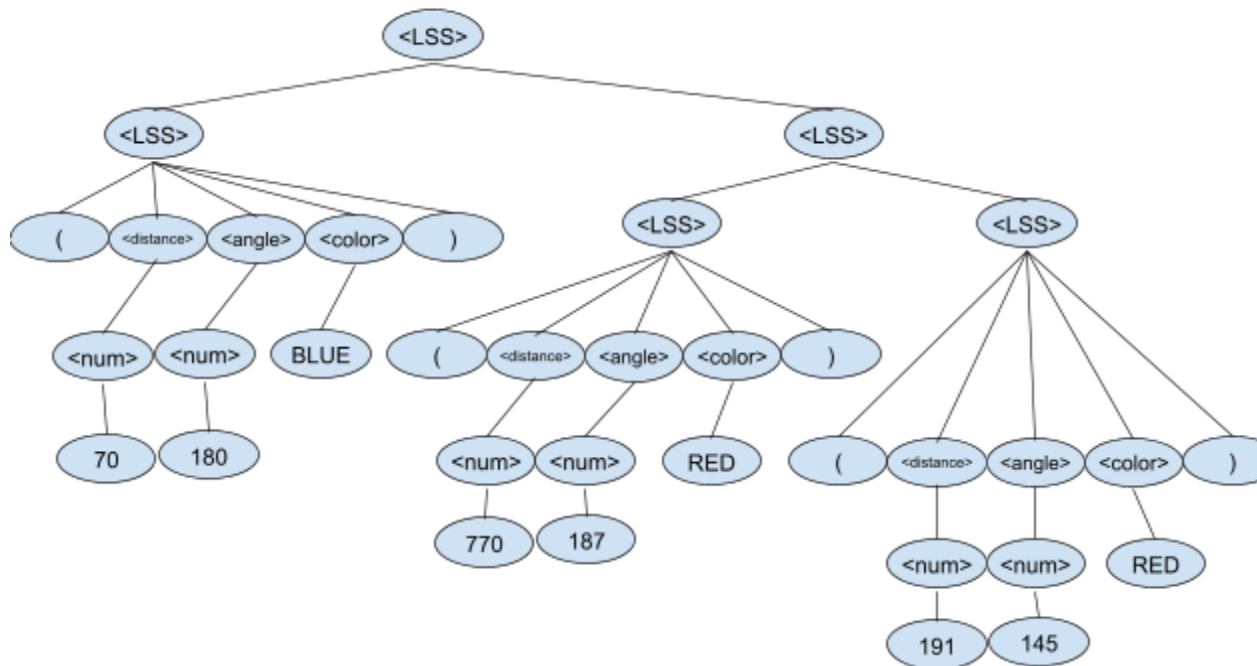 <LSS>
<LSS> <LSS>
( <distance> <angle> <color> ) <LSS> <LSS>
<num> <num> BLUE ( <distance> <angle> <color> )
70 180 <num> <num> RED ( <distance> <angle> <color> )
770 187 <num> <num> RED
191 145